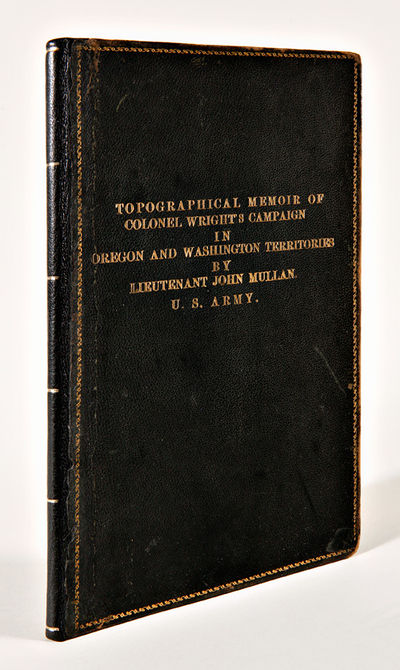 TOPOGRAPHICAL MEMOIR OF
COLONEL WRIGHT'S CAMPAIGN
IN
OREGON AND WASHINGTON TERRITORIES
BY
LIEUTENANT JOHN MULLAN.
U. S. ARMY.